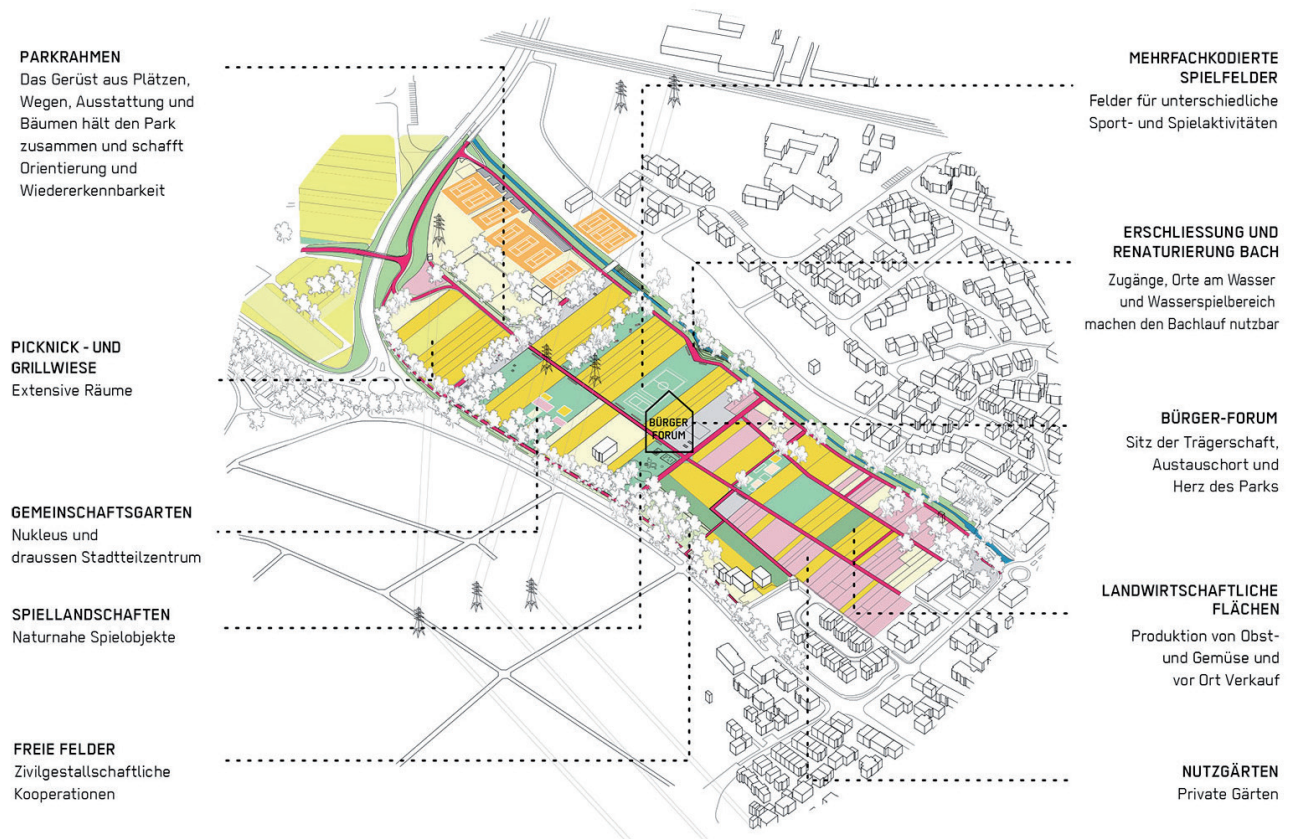 PARKRAHMEN
Das Gerüst aus Plätzen,
Wegen, Ausstattung und
Bäumen hält den Park
zusammen und schafft
Orientierung und
Wiedererkennbarkeit
PICKNICK - UND
GRILLWIESE
Extensive Räume
GEMEINSCHAFTSGARTEN
Nukleus und
draussen Stadtteilzentrum
SPIELLANDSCHAFTEN
Naturnahe Spielobjekte
FREIE FELDER
Zivilgestallschaftliche
Kooperationen
BÜRGER
FORUM
MEHRFACHKODIERTE
SPIELFELDER
Felder für unterschiedliche
Sport- und Spielaktivitäten
ERSCHLIESSUNG UND
RENATURIERUNG BACH
Zugänge, Orte am Wasser
und Wasserspielbereich
machen den Bachlauf nutzbar
BÜRGER-FORUM
Sitz der Trägerschaft,
Austauschort und
Herz des Parks
LANDWIRTSCHAFTLICHE
FLÄCHEN
Produktion von Obst-
und Gemüse und
vor Ort Verkauf
NUTZGÄRTEN
Private Gärten